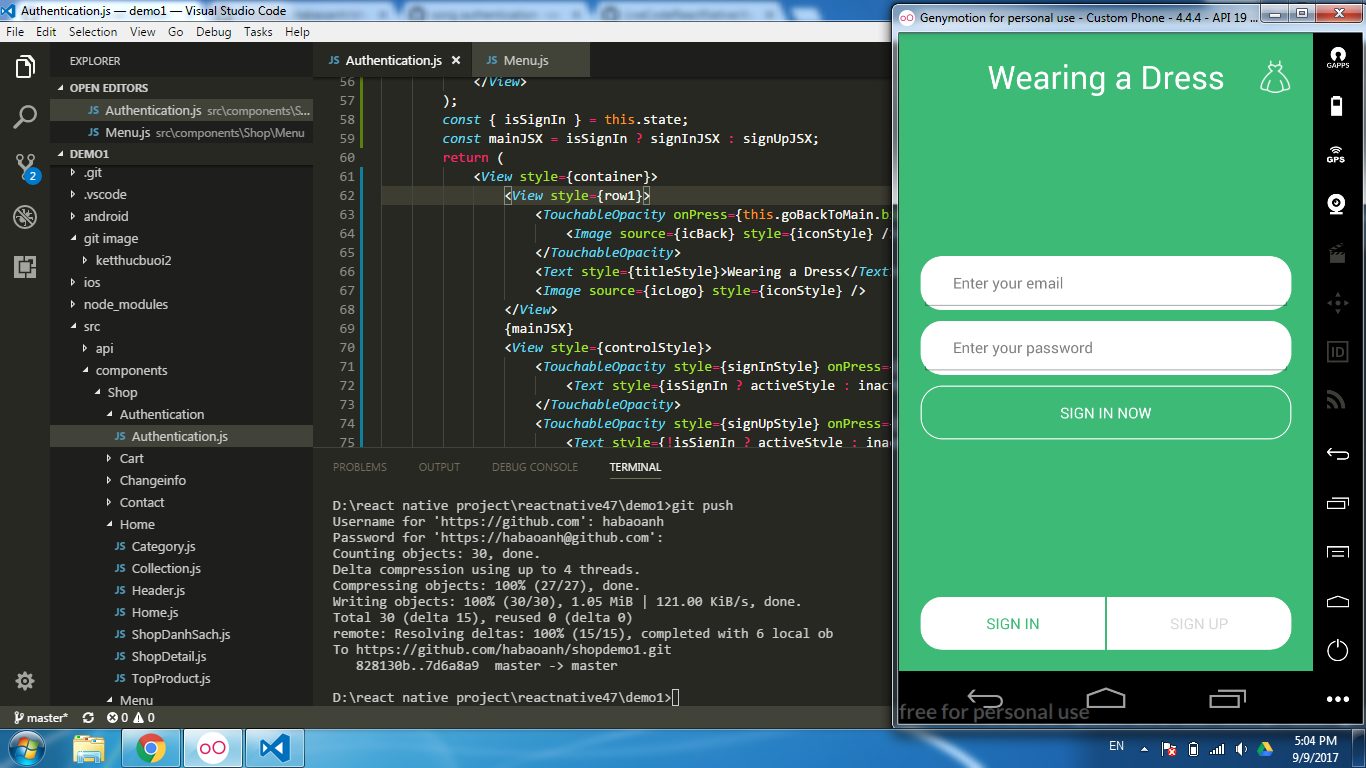 Authentication.js — demo1 — Visual Studio Code
File Edit Selection View Go Debug Tasks Help
EXPLORER
OPEN EDITORS
JS Authentication.js src\components\S...
JS Menu.js src\components\Shop\Menu
DEMO1
.git
.vscode
android
git image
ketthucbuoi2
ios
node_modules
src
api
components
Shop
Authentication
JS Authentication.js
Cart
Changeinfo
Contact
Home
JS Category.js
JS Collection.js
JS Header.js
JS Home.js
JS ShopDanhSach.js
JS ShopDetail.js
JS TopProduct.js
Menu
2
JS Authentication.js × JS Menu.js
56 </View>
57 );
58 const { isSignIn } = this.state;
59 const mainJSX = isSignIn ? signInJSX : signUpJSX;
60 return (
61 <View style={container}>
62 <View style={row1}>
63 <TouchableOpacity onPress={this.goBackToMain.b
64 <Image source={icBack} style={iconStyle} /
65 </TouchableOpacity>
66 <Text style={titleStyle}>Wearing a Dress</Text
67 <Image source={icLogo} style={iconStyle} />
68 </View>
69 {mainJSX}
70 <View style={controlStyle}>
71 <TouchableOpacity style={signInStyle} onPress=
72 <Text style={isSignIn ? activeStyle : inac
73 </TouchableOpacity>
74 <TouchableOpacity style={signUpStyle} onPress=
75 <Text style={!isSignIn ? activeStyle : ina
PROBLEMS OUTPUT DEBUG CONSOLE TERMINAL
D:\react native project\reactnative47\demo1>git push
Username for 'https://github.com': habaoanh
Password for 'https://habaoanh@github.com':
Counting objects: 30, done.
Delta compression using up to 4 threads.
Compressing objects: 100% (27/27), done.
Writing objects: 100% (30/30), 1.05 MiB | 121.00 KiB/s, done.
Total 30 (delta 15), reused 0 (delta 0)
remote: Resolving deltas: 100% (15/15), completed with 6 local ob
To https://github.com/habaoanh/shopdemo1.git
828130b..7d6a8a9 master -> master
D:\react native project\reactnative47\demo1>
master* 0 0
Genymotion for personal use - Custom Phone - 4.4.4 - API 19 ...
Wearing a Dress
Enter your email
Enter your password
SIGN IN NOW
SIGN IN SIGN UP
free for personal use
GAPPS
GPS
ID
EN
5:04 PM
9/9/2017